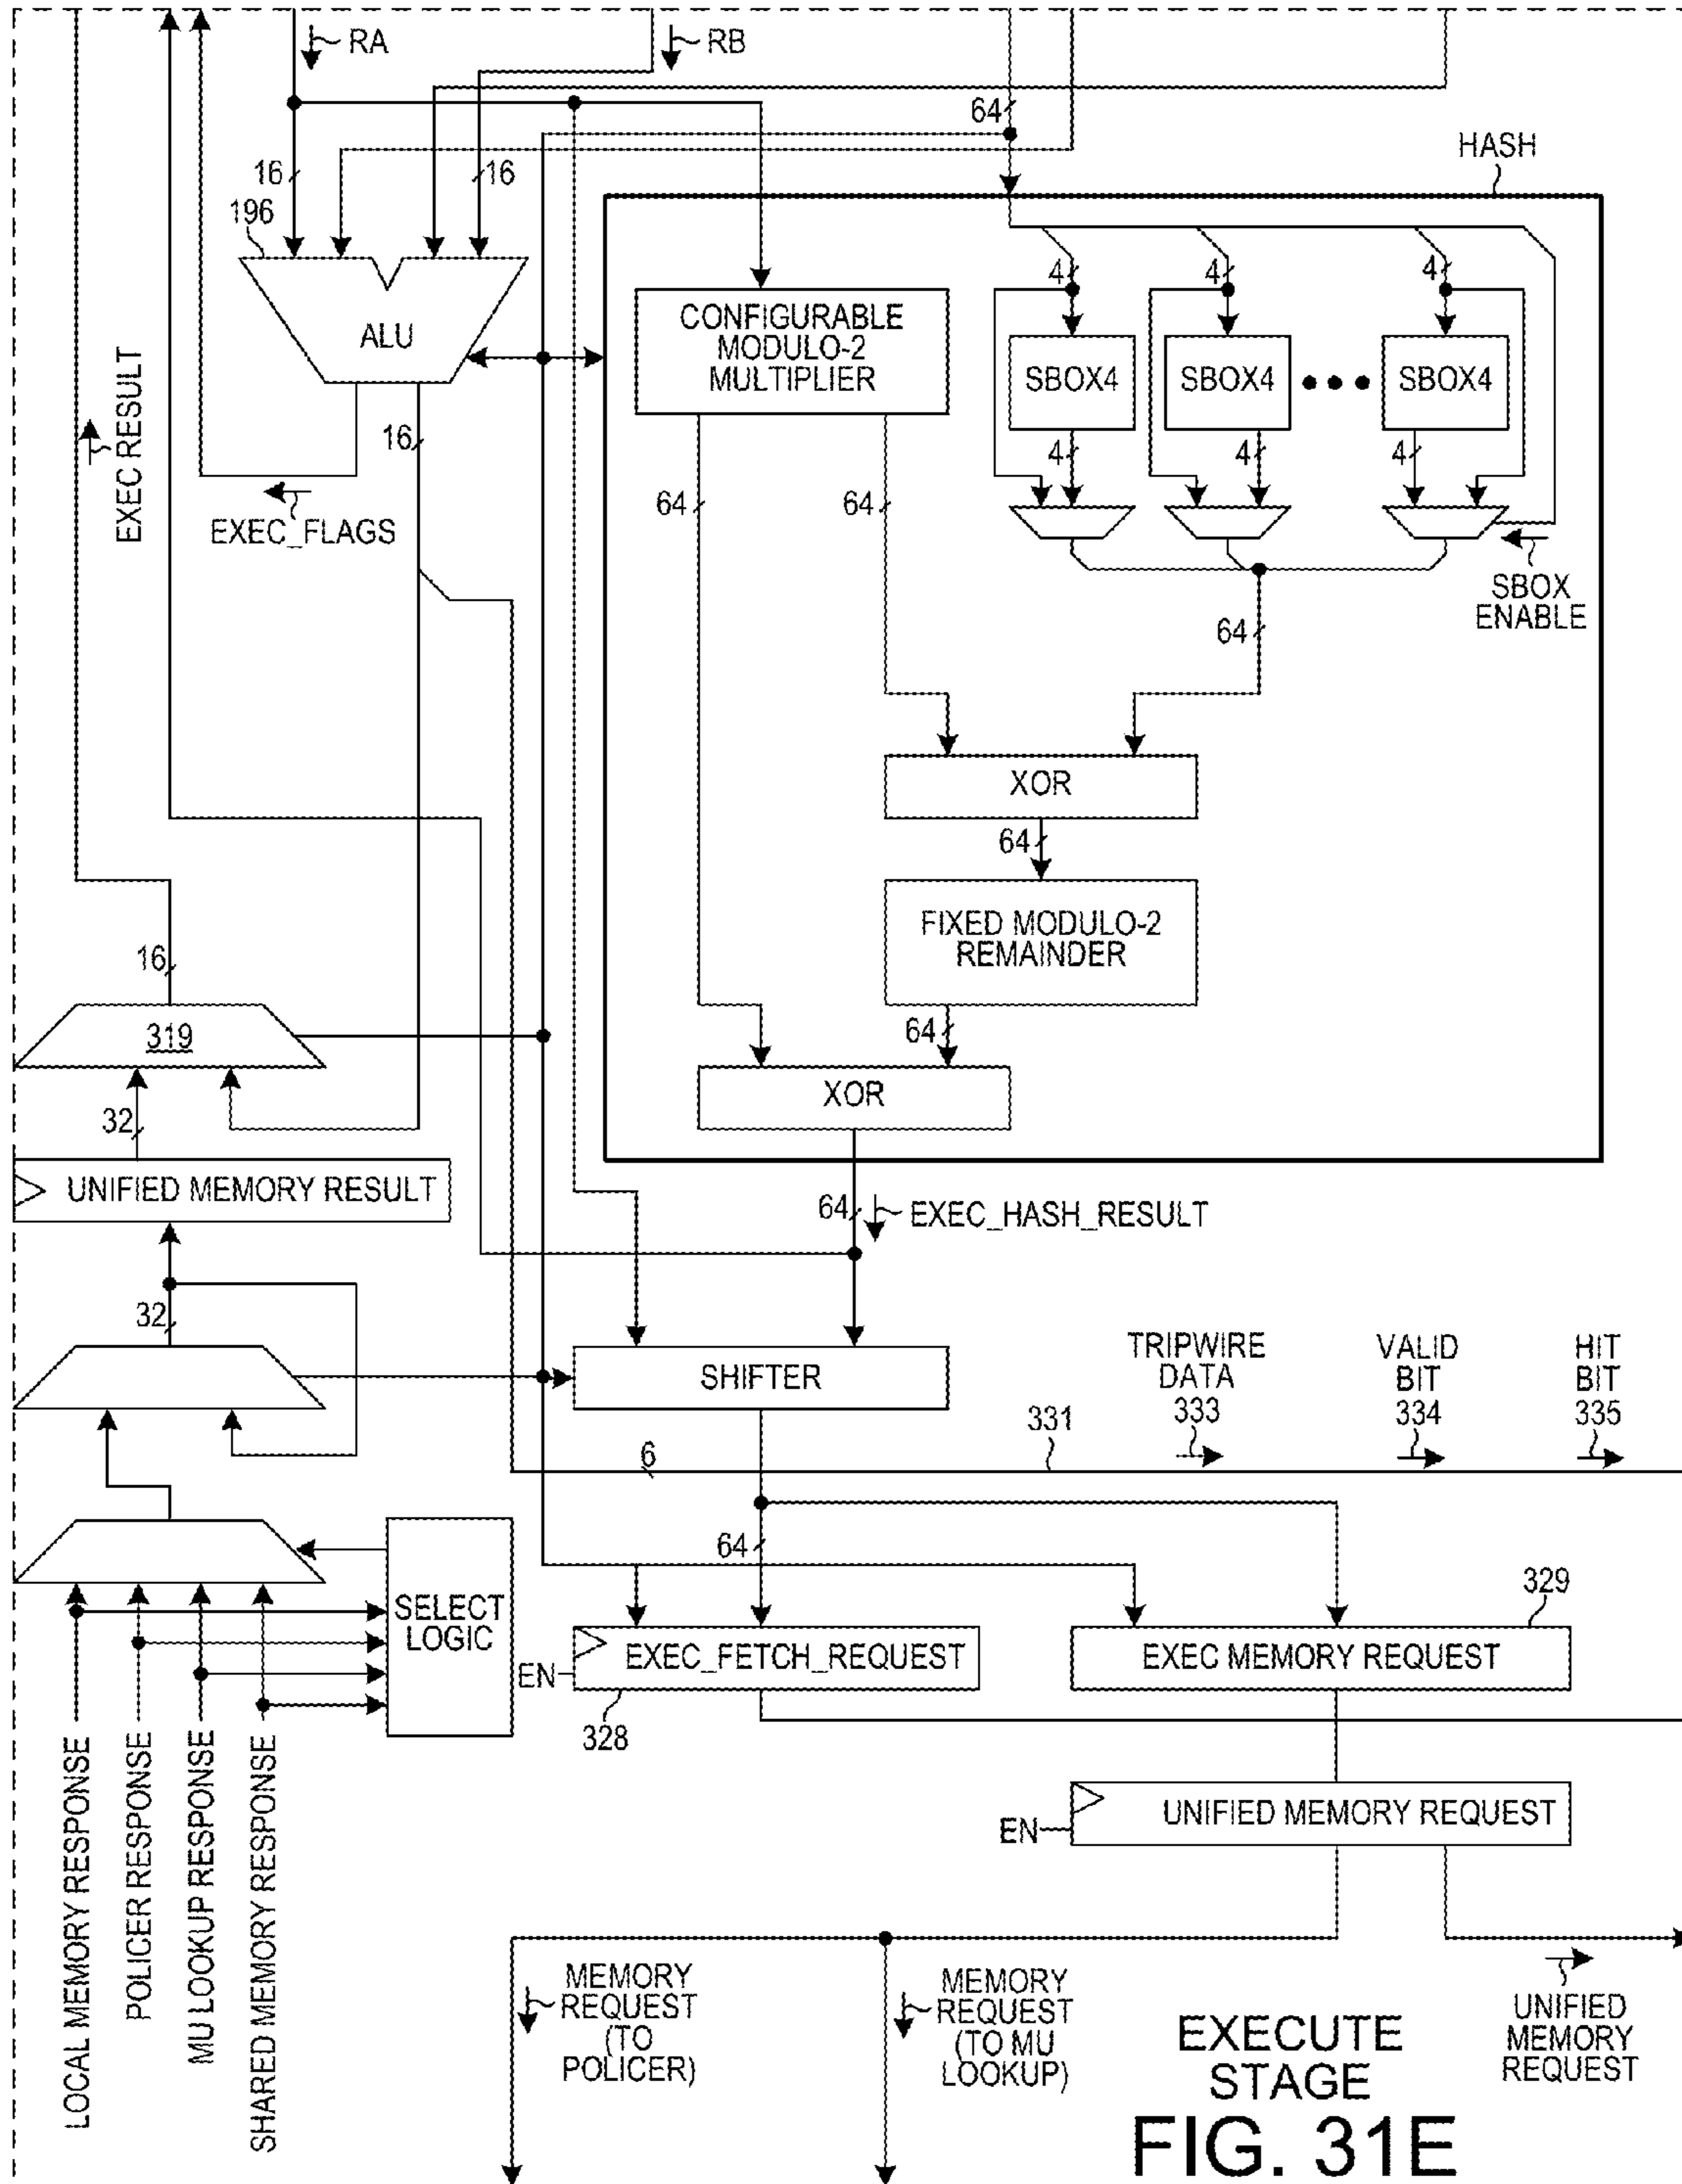 RA
RB
64
HASH
16
16
196
4
4
4
ALU
CONFIGURABLE
MODULO-2
MULTIPLIER
SBOX4
SBOX4
SBOX4
EXEC RESULT
16
4
4
4
EXEC_FLAGS
64
64
SBOX
ENABLE
64
XOR
64
FIXED MODULO-2
REMAINDER
16
319
64
XOR
32
UNIFIED MEMORY RESULT
64
EXEC_HASH_RESULT
32
SHIFTER
TRIPWIRE
DATA
333
VALID
BIT
334
HIT
BIT
335
331
6
64
SELECT
LOGIC
329
EXEC_FETCH_REQUEST
EXEC MEMORY REQUEST
EN
328
LOCAL MEMORY RESPONSE
POLICER RESPONSE
MU LOOKUP RESPONSE
SHARED MEMORY RESPONSE
UNIFIED MEMORY REQUEST
EN
MEMORY
REQUEST
(TO
POLICER)
MEMORY
REQUEST
(TO MU
LOOKUP)
UNIFIED
MEMORY
REQUEST
EXECUTE
STAGE
FIG. 31E